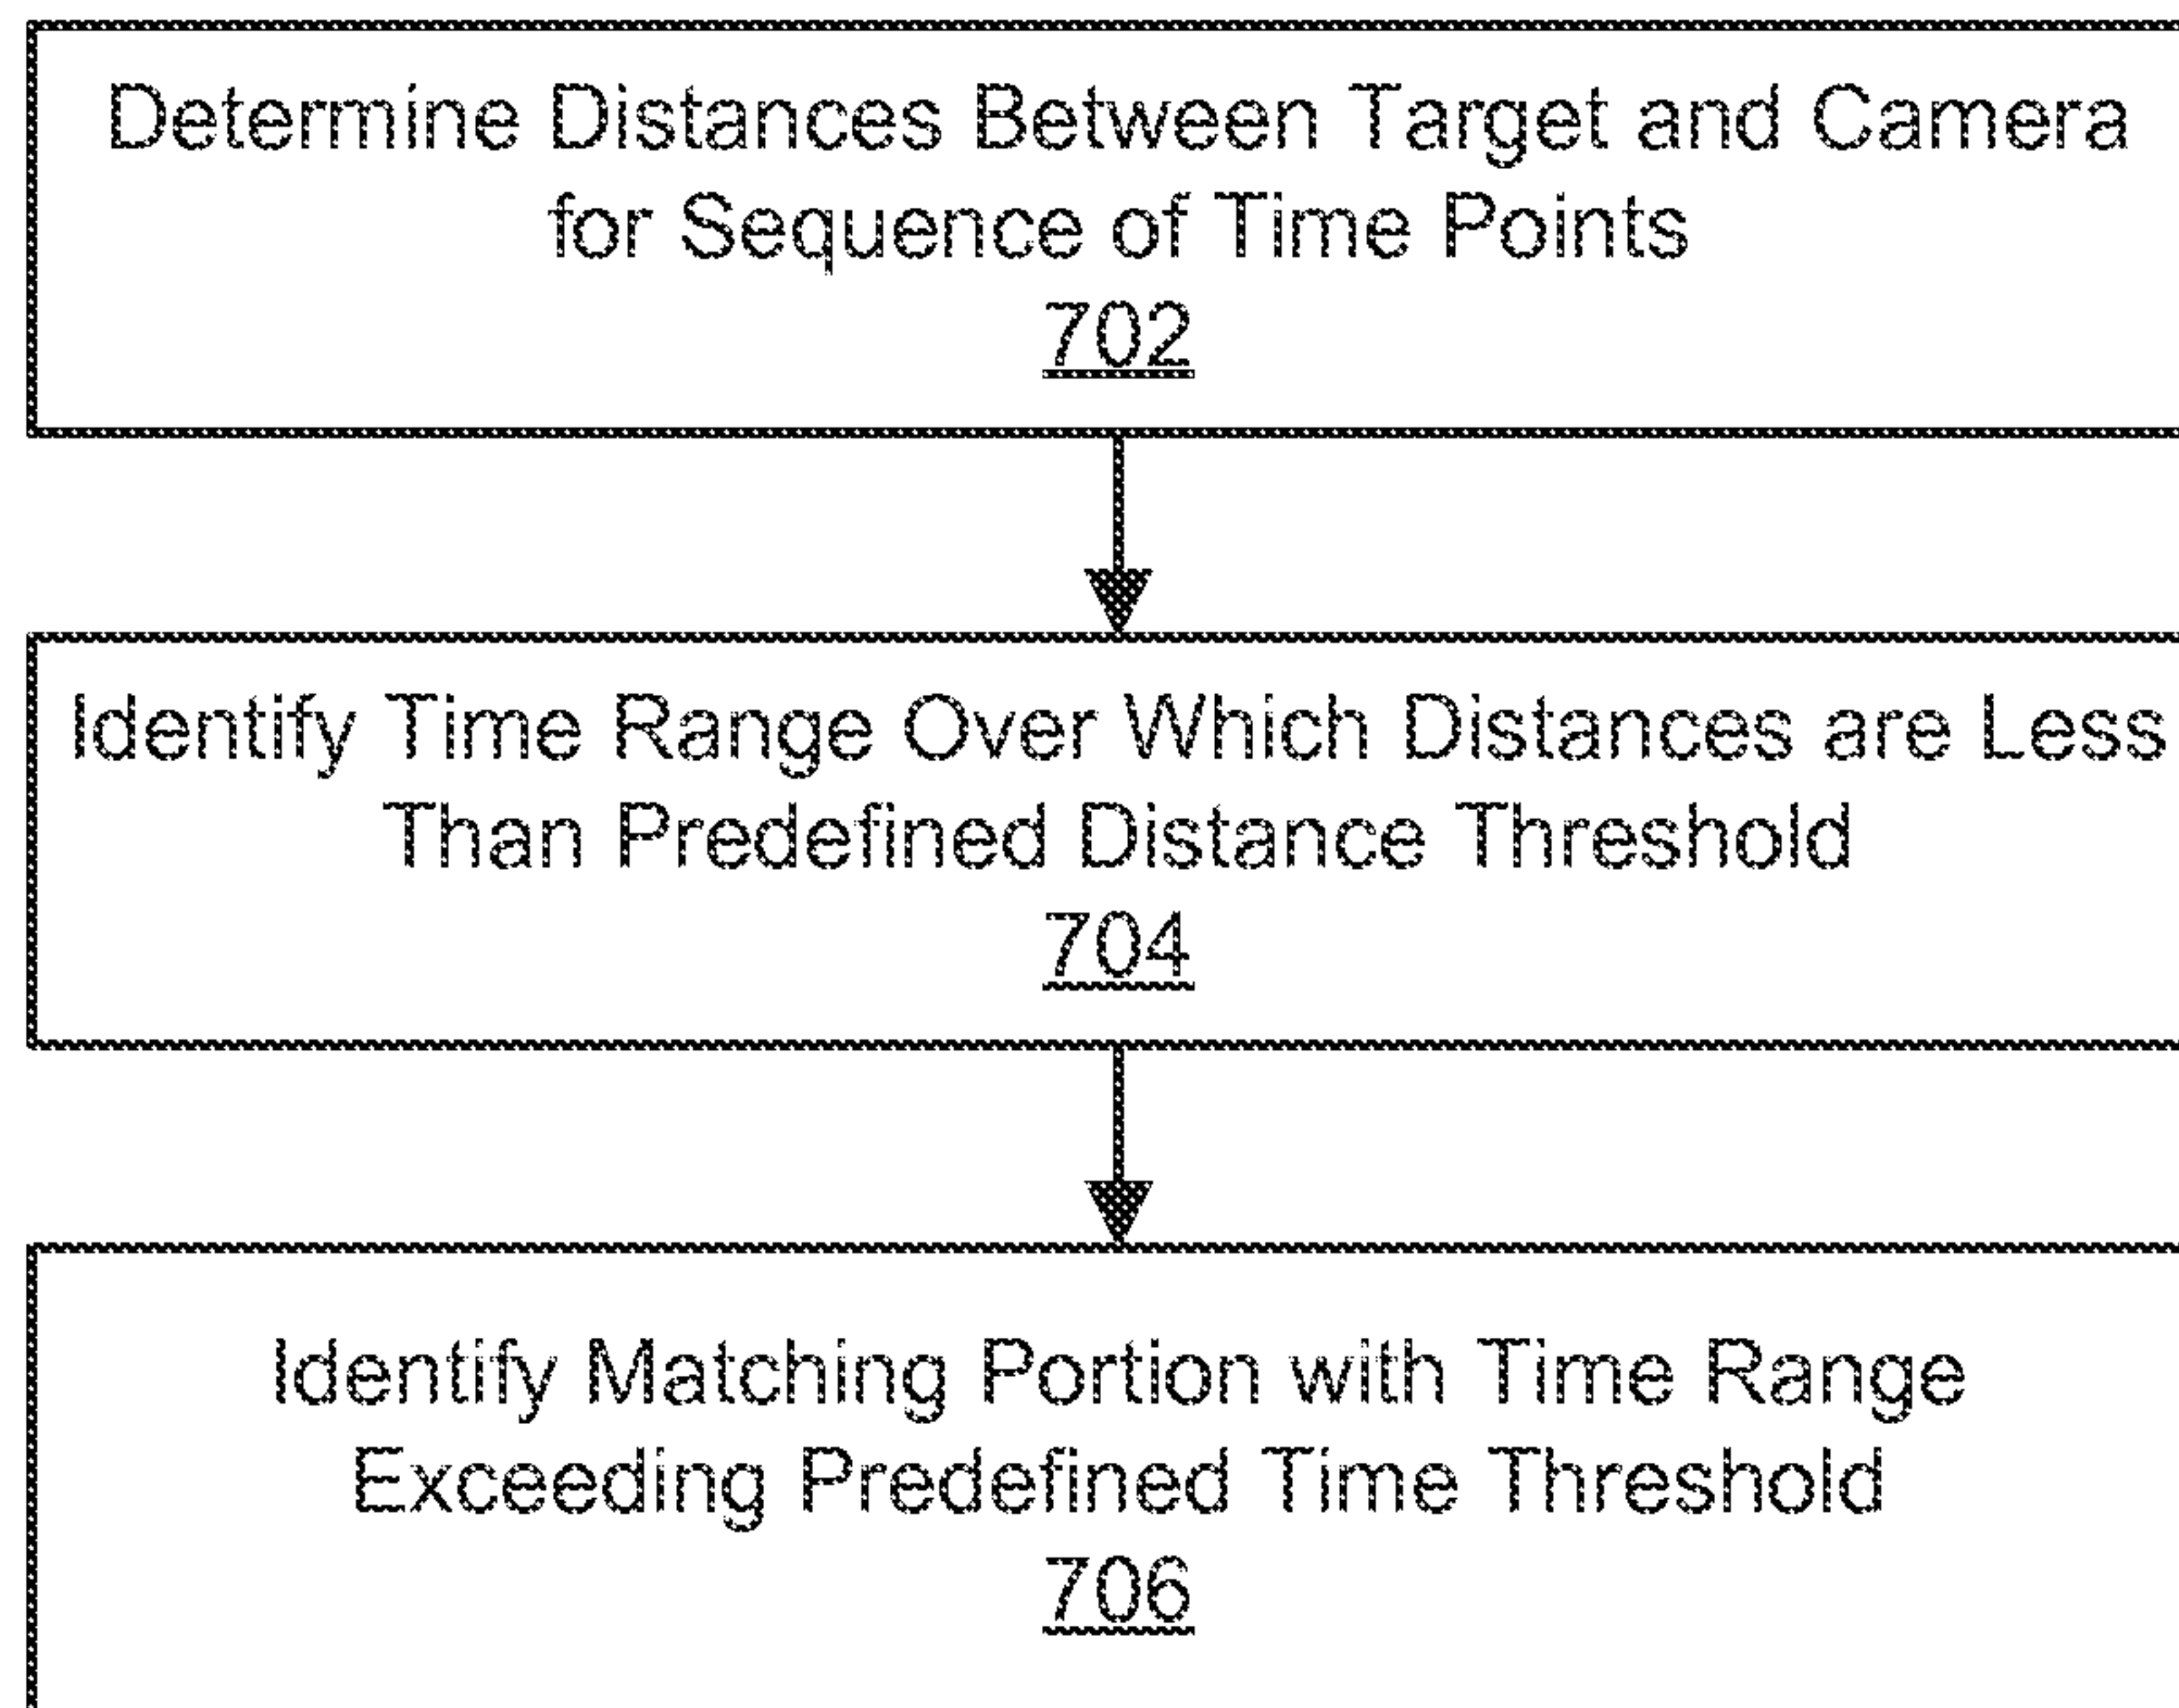 Determine Distances Between Target and Camera
for Sequence of Time Points
702
Identify Time Range Over Which Distances are Less
Than Predefined Distance Threshold
704
Identify Matching Portion with Time Range
Exceeding Predefined Time Threshold
706